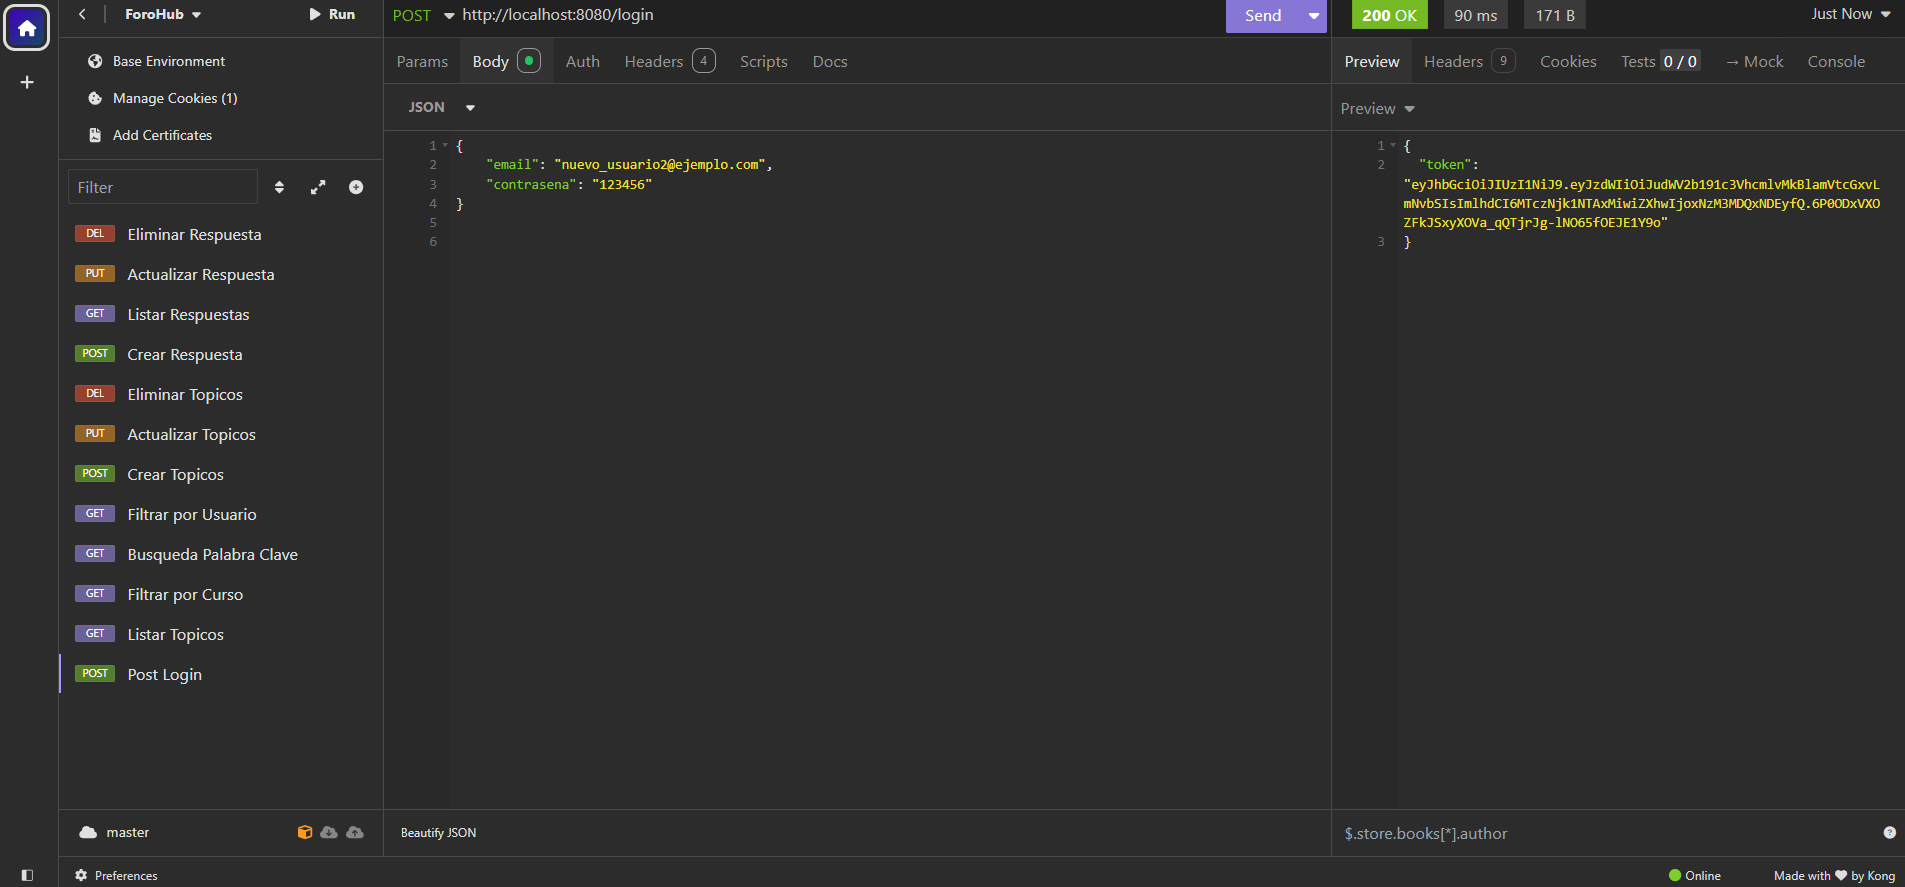 ForoHub
Run
Base Environment
Manage Cookies (1)
Add Certificates
Filter
DEL Eliminar Respuesta
PUT Actualizar Respuesta
GET Listar Respuestas
POST Crear Respuesta
DEL Eliminar Topicos
PUT Actualizar Topicos
POST Crear Topicos
GET Filtrar por Usuario
GET Busqueda Palabra Clave
GET Filtrar por Curso
GET Listar Topicos
POST Post Login
master
Preferences
POST http://localhost:8080/login Send
Params Body Auth Headers 4 Scripts Docs
JSON
1 {
2 "email": "nuevo_usuario2@ejemplo.com",
3 "contrasena": "123456"
4 }
5
6
Beautify JSON
200 OK 90 ms 171 B Just Now
Preview Headers 9 Cookies Tests 0 / 0 → Mock Console
Preview
1 {
2 "token":
"eyJhbGciOiJIUzI1NiJ9.eyJzdWIiOiJudWV2b191c3VhcmlvMkBlamVtcGxvL
mNvbSIsImlhdCI6MTczNjk1NTAxMiwiZXhwIjoxNzM3MDQxNDEyfQ.6P0ODxVXO
ZFkJSxyXOVa_qQTjrJg-lNO65fOEJE1Y9o"
3 }
$.store.books[*].author
Online
Made with ❤ by Kong